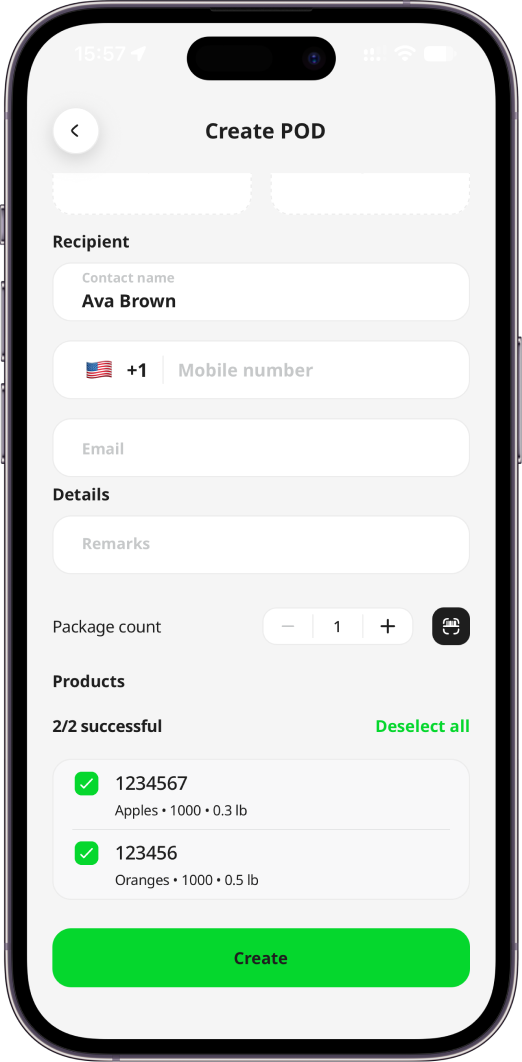 15:57
Create POD
Recipient
Contact name
Ava Brown
+1 Mobile number
Email
Details
Remarks
Package count 1
Products
2/2 successful Deselect all
1234567
Apples • 1000 • 0.3 lb
123456
Oranges • 1000 • 0.5 lb
Create